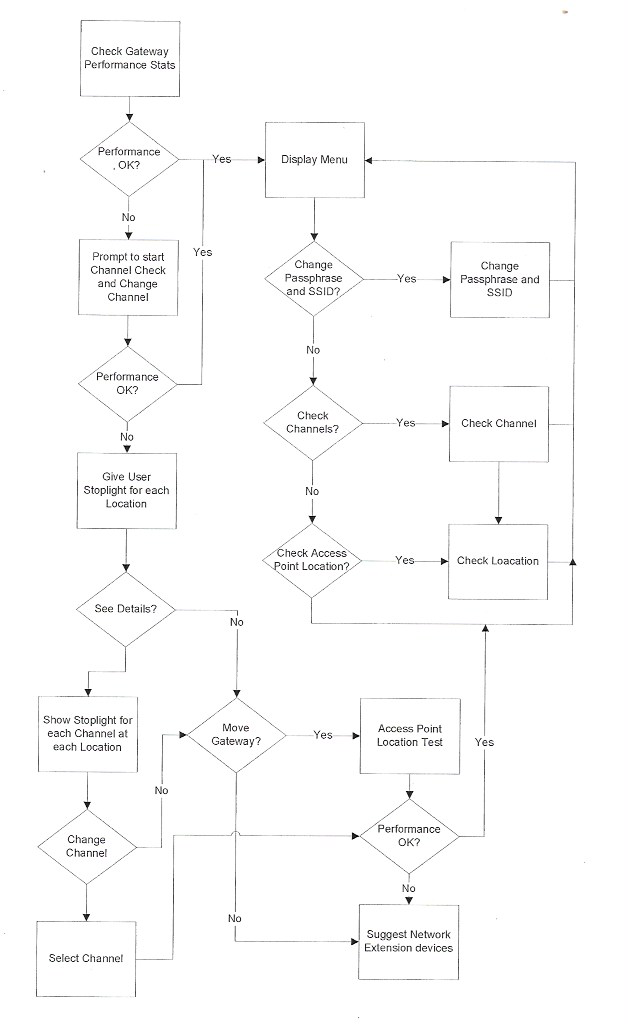 Check Gateway
Performance Stats
Performance
, OK?
Yes
Display Menu
No
Prompt to start
Channel Check
and Change
Channel
Yes
Change
Passphrase
and SSID?
Yes
Change
Passphrase and
SSID
No
Performance
OK?
Check
Channels?
Yes
Check Channel
No
Give User
Stoplight for each
Location
No
Check Access
Point Location?
Yes
Check Loacation
See Details?
No
Show Stoplight for
each Channel at
each Location
Move
Gateway?
Yes
Access Point
Location Test
Yes
No
Change
Channel
Performance
OK?
No
No
Select Channel
Suggest Network
Extension devices